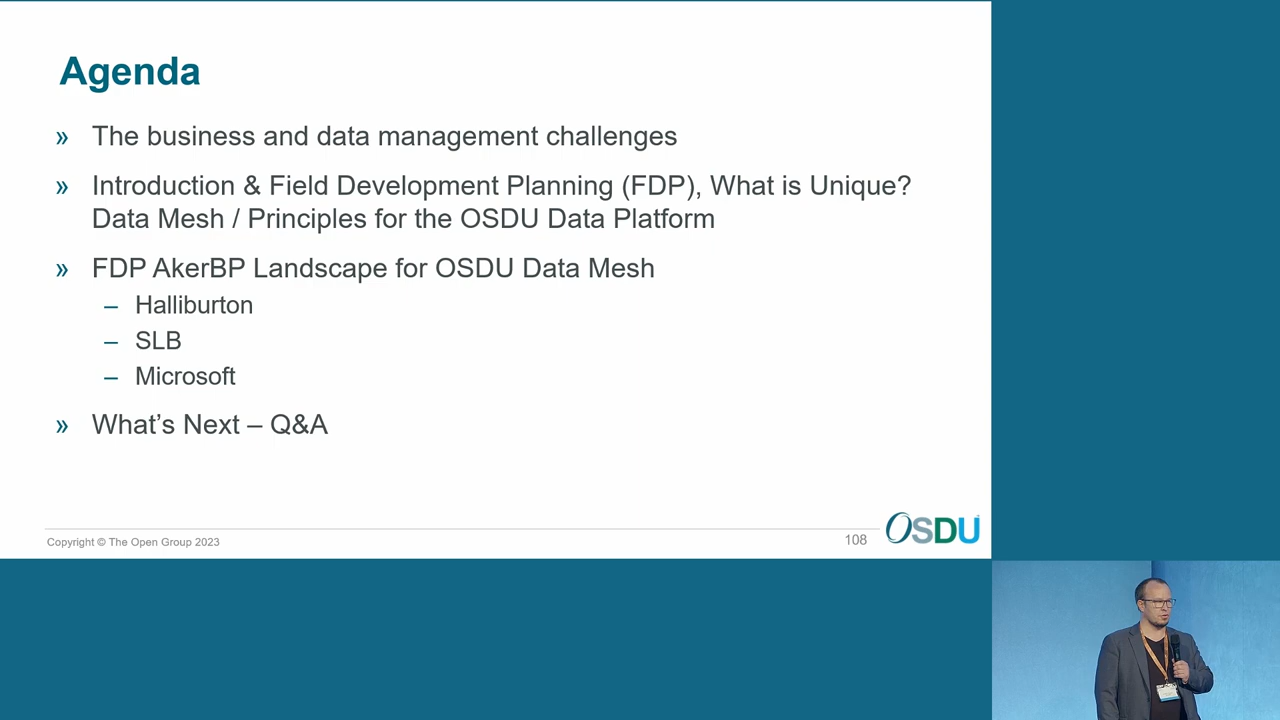 Agenda
» The business and data management challenges
» Introduction & Field Development Planning (FDP), What is Unique?
Data Mesh / Principles for the OSDU Data Platform
» FDP AkerBP Landscape for OSDU Data Mesh
– Halliburton
– SLB
– Microsoft
» What’s Next – Q&A
Copyright © The Open Group 2023
108
OSDU